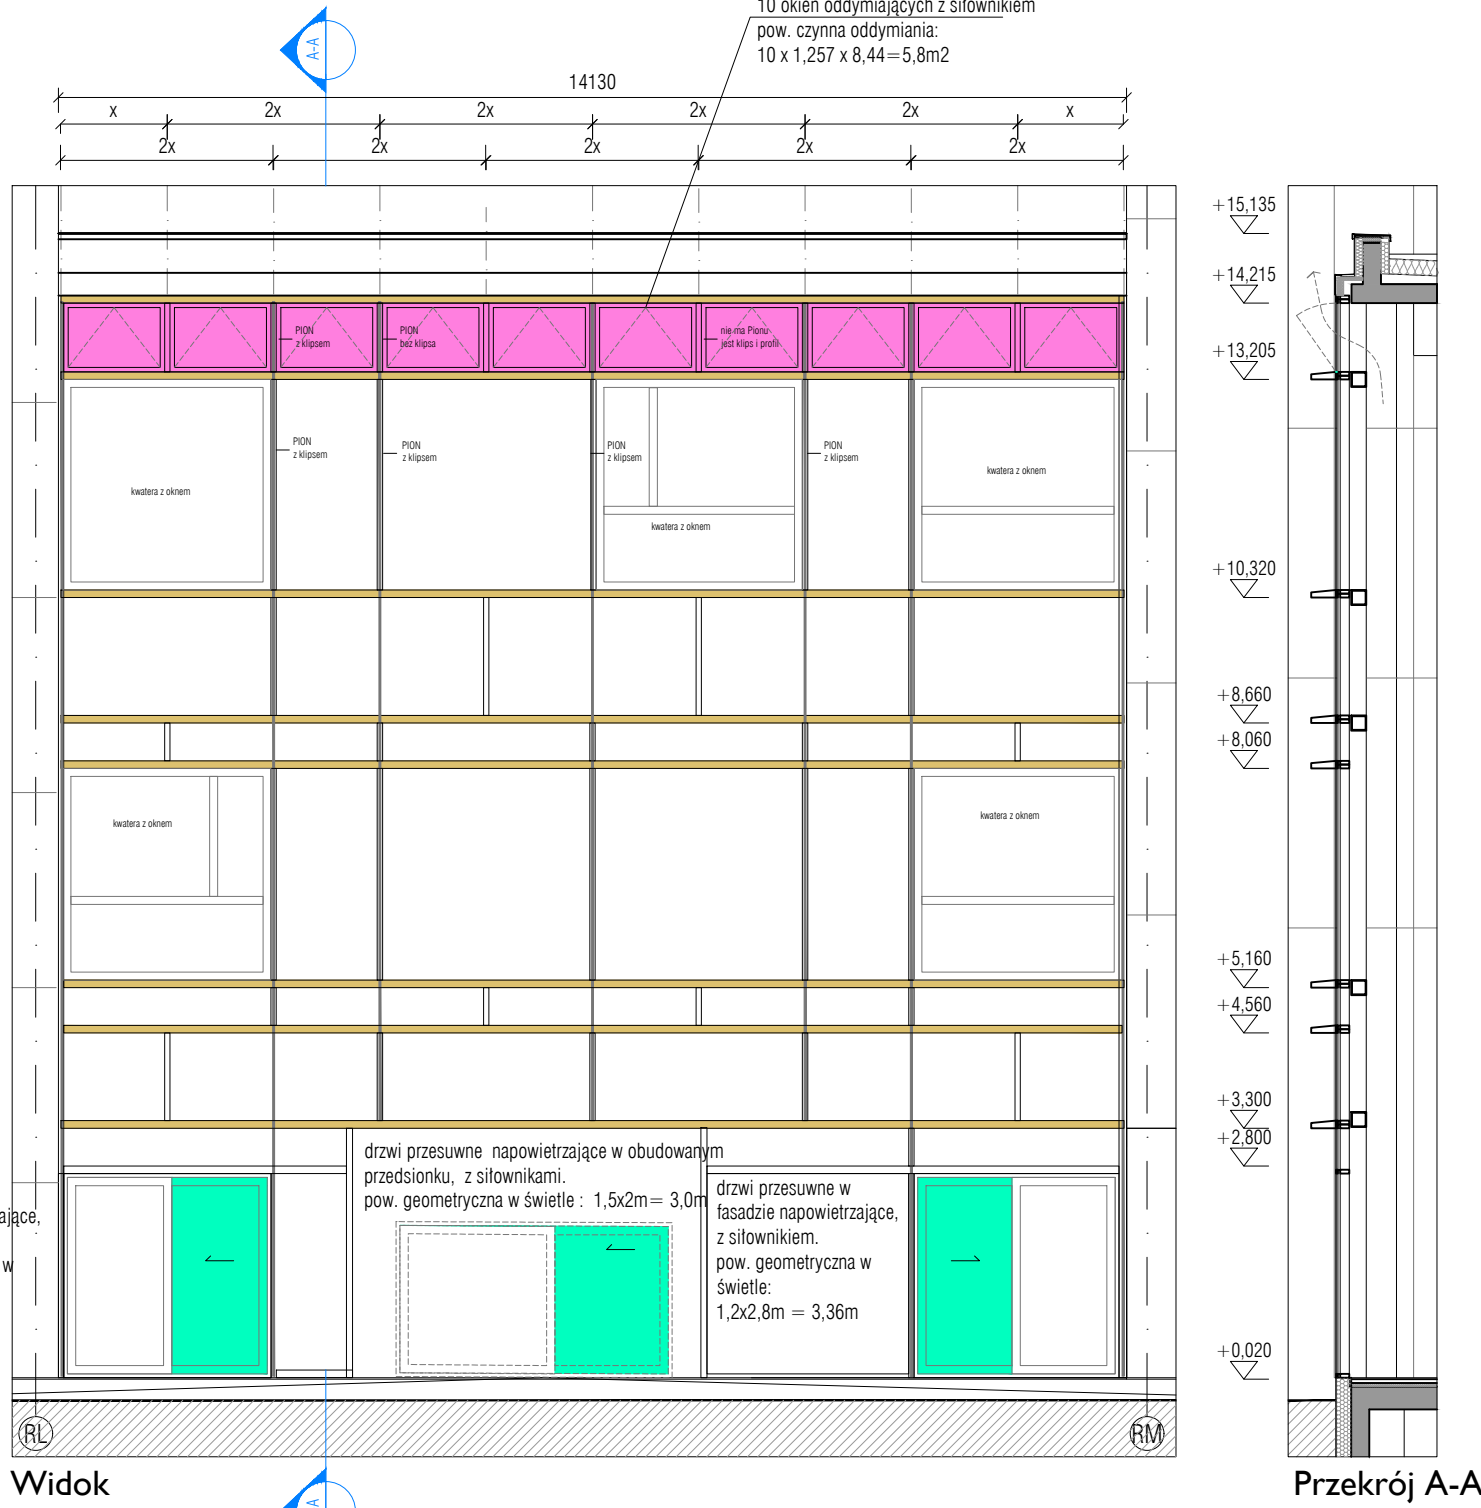 10 okien oddymiających z siłownikiem
pow. czynna oddymiania:
10 x 1,257 x 8,44=5,8m2
A-A
14130
x 2x 2x 2x 2x x
2x 2x 2x 2x 2x
PION
z klipsem
PION
bez klipsa
nie ma Pionu
jest klips i profil
PION
z klipsem
PION
z klipsem
PION
z klipsem
PION
z klipsem
kwatera z oknem
kwatera z oknem
kwatera z oknem
kwatera z oknem
kwatera z oknem
drzwi przesuwne napowietrzające w obudowanym
przedsionku, z siłownikami.
pow. geometryczna w świetle : 1,5x2m= 3,0m
drzwi przesuwne w
fasadzie napowietrzające,
z siłownikiem.
pow. geometryczna w
świetle:
1,2x2,8m = 3,36m
ające,
w
RL
RM
+15,135
+14,215
+13,205
+10,320
+8,660
+8,060
+5,160
+4,560
+3,300
+2,800
+0,020
Widok
A
Przekrój A-A